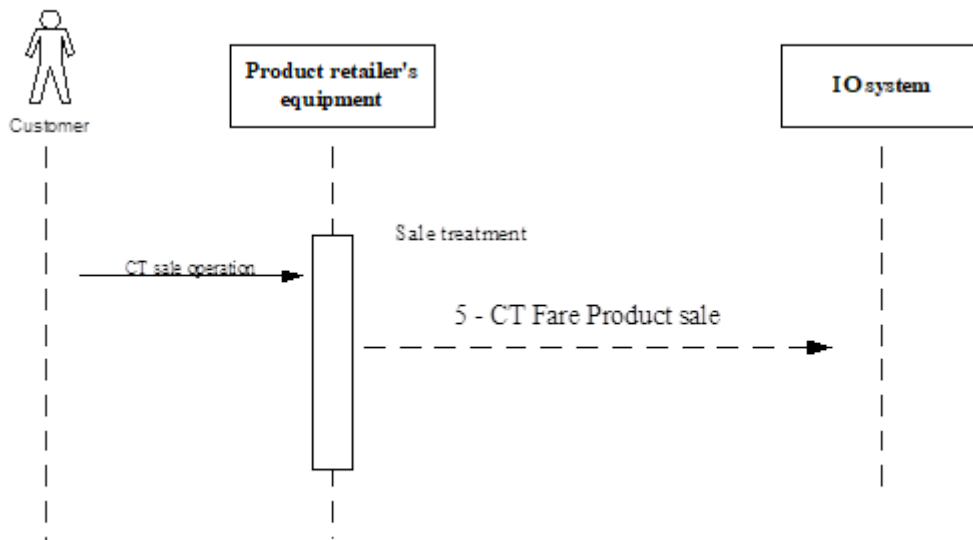 Product retailer's
equipment
IO system
Customer
Sale treatment
CT sale operation
5 - CT Fare Product sale